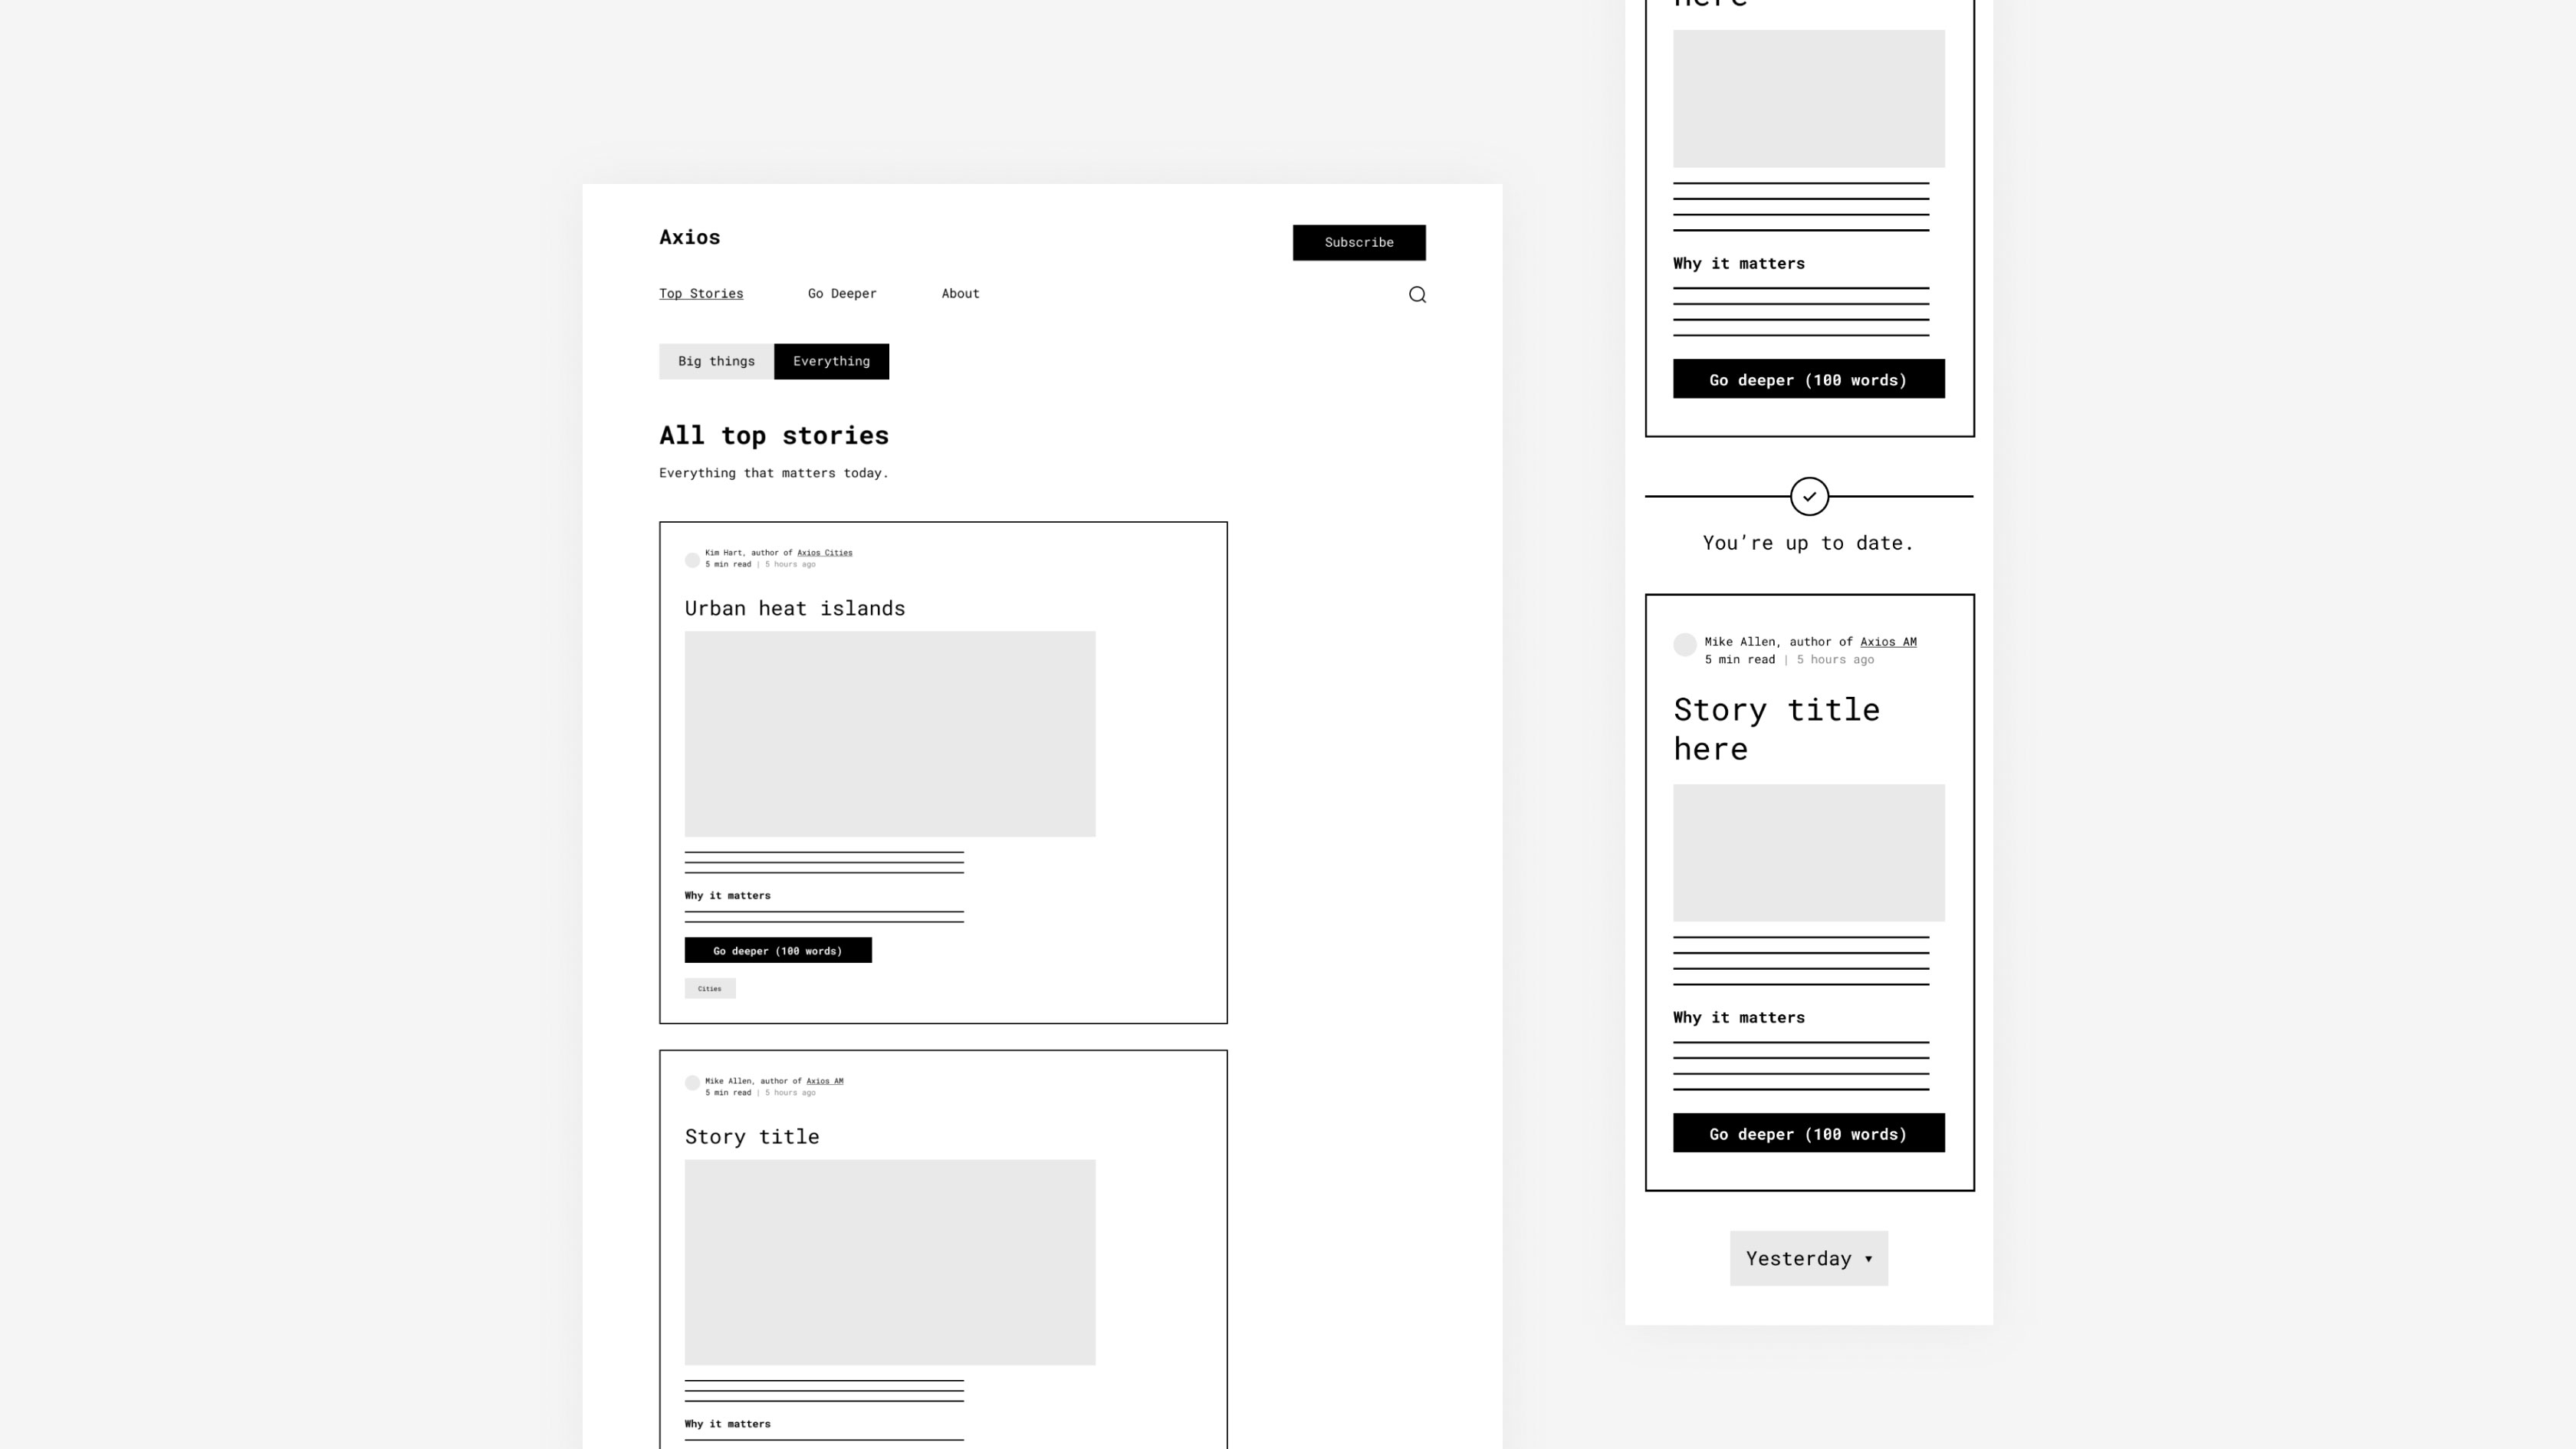 Axios
Subscribe
Top Stories
Go Deeper
About
Big things
Everything
All top stories
Everything that matters today.
Kim Hart, author of Axios Cities
5 min read | 5 hours ago
Urban heat islands
Why it matters
Go deeper (100 words)
Cities
Mike Allen, author of Axios AM
5 min read | 5 hours ago
Story title
Why it matters
here
Why it matters
Go deeper (100 words)
You’re up to date.
Mike Allen, author of Axios AM
5 min read | 5 hours ago
Story title
here
Why it matters
Go deeper (100 words)
Yesterday ▾